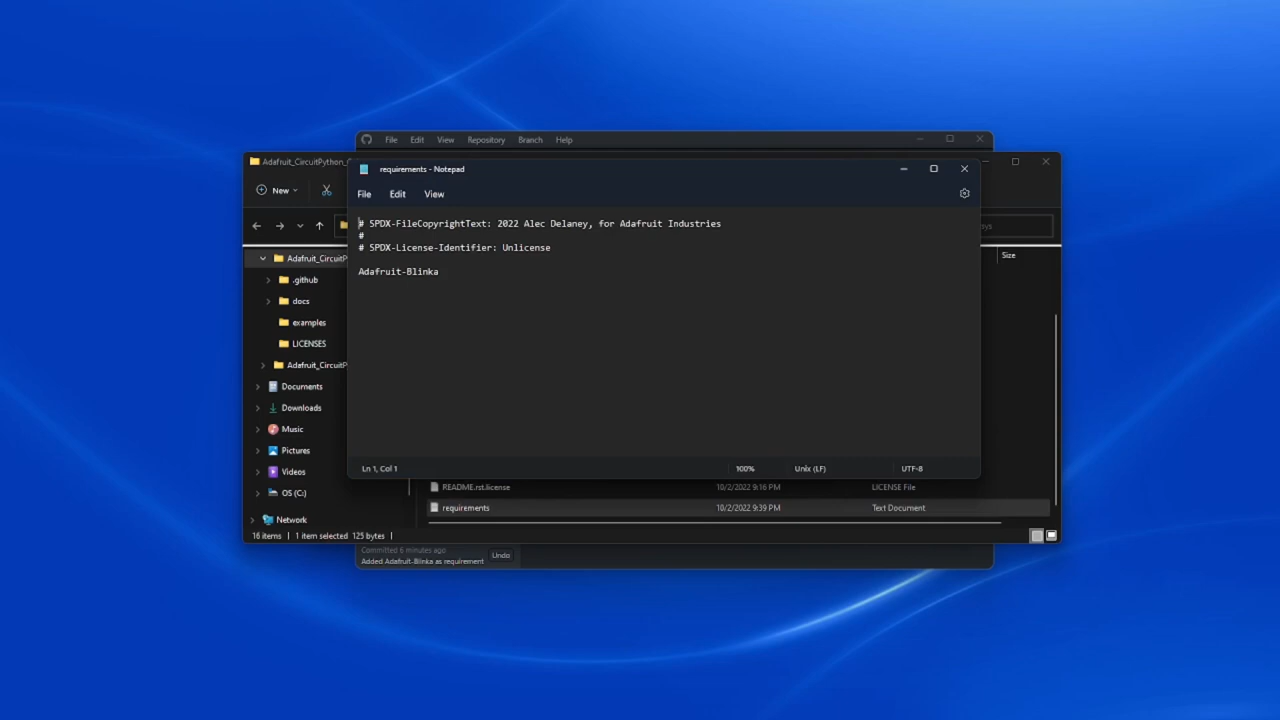 File Edit View Repository Branch Help
Adafruit_CircuitPython_
requirements - Notepad
New
File Edit View
# SPDX-FileCopyrightText: 2022 Alec Delaney, for Adafruit Industries
#
# SPDX-License-Identifier: Unlicense
Adafruit-Blinka
Size
Adafruit_CircuitP
.github
docs
examples
LICENSES
Adafruit_CircuitP
Documents
Downloads
Music
Pictures
Videos
OS (C:)
Network
Ln 1, Col 1 100% Unix (LF) UTF-8
README.rst.license 10/2/2022 9:16 PM LICENSE File
requirements 10/2/2022 9:39 PM Text Document
16 items 1 item selected 125 bytes
Committed 6 minutes ago
Added Adafruit-Blinka as requirement
Undo